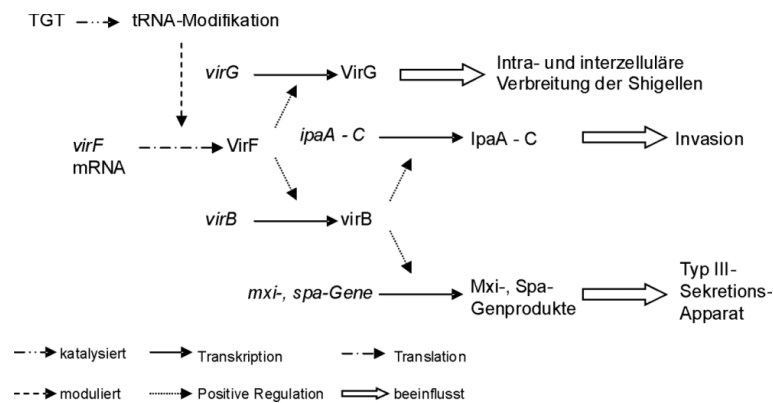 TGT tRNA-Modifikation
virG VirG Intra- und interzelluläre
Verbreitung der Shigellen
ipaA - C IpaA - C Invasion
virF VirF
mRNA
virB virB
mxi-, spa-Gene Mxi-, Spa-
Genprodukte
Typ III-
Sekretions-
Apparat
katalysiert Transkription Translation
moduliert Positive Regulation beeinflusst